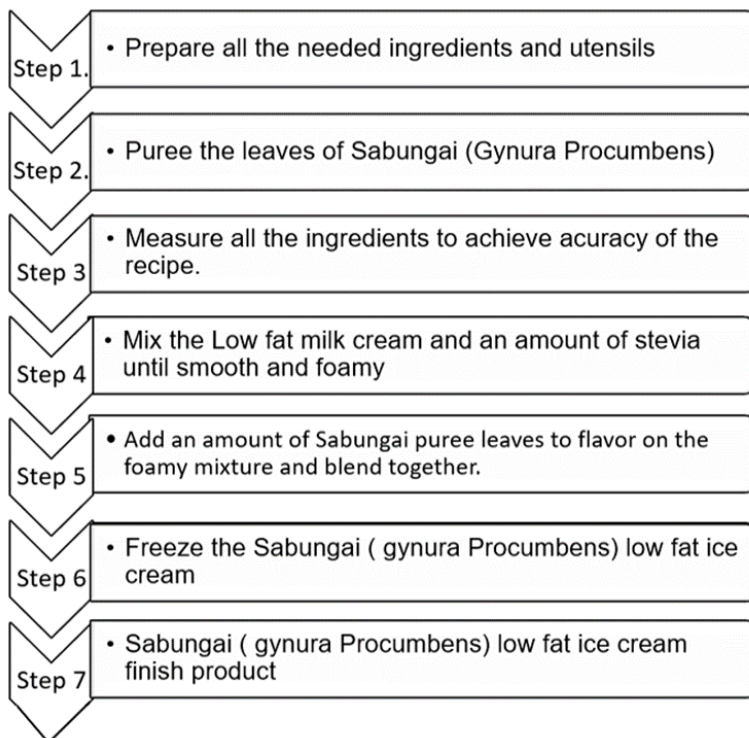 Step 1.
• Prepare all the needed ingredients and utensils
Step 2.
• Puree the leaves of Sabungai (Gynura Procumbens)
Step 3
• Measure all the ingredients to achieve acuracy of the
recipe.
Step 4
• Mix the Low fat milk cream and an amount of stevia
until smooth and foamy
Step 5
• Add an amount of Sabungai puree leaves to flavor on the
foamy mixture and blend together.
Step 6
• Freeze the Sabungai ( gynura Procumbens) low fat ice
cream
Step 7
• Sabungai ( gynura Procumbens) low fat ice cream
finish product